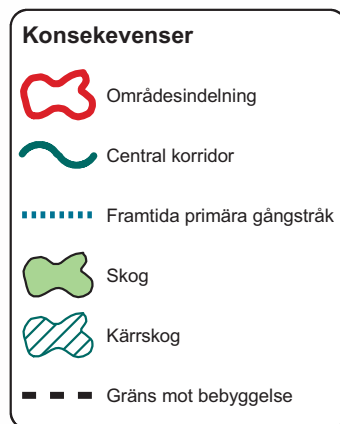 Konsekevenser
Områdesindelning
Central korridor
Framtida primära gångstråk
Skog
Kärrskog
Gräns mot bebyggelse